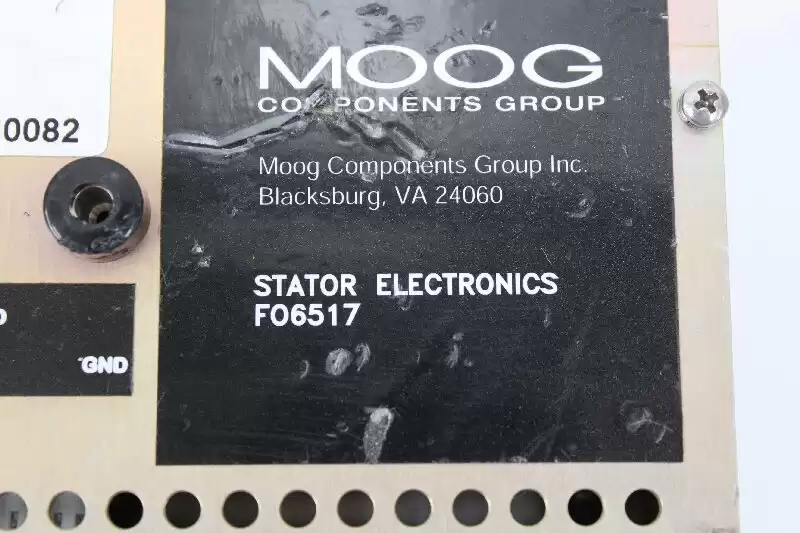 MOOG
COMPONENTS GROUP
0082
Moog Components Group Inc.
Blacksburg, VA 24060
STATOR ELECTRONICS
FO6517
GND